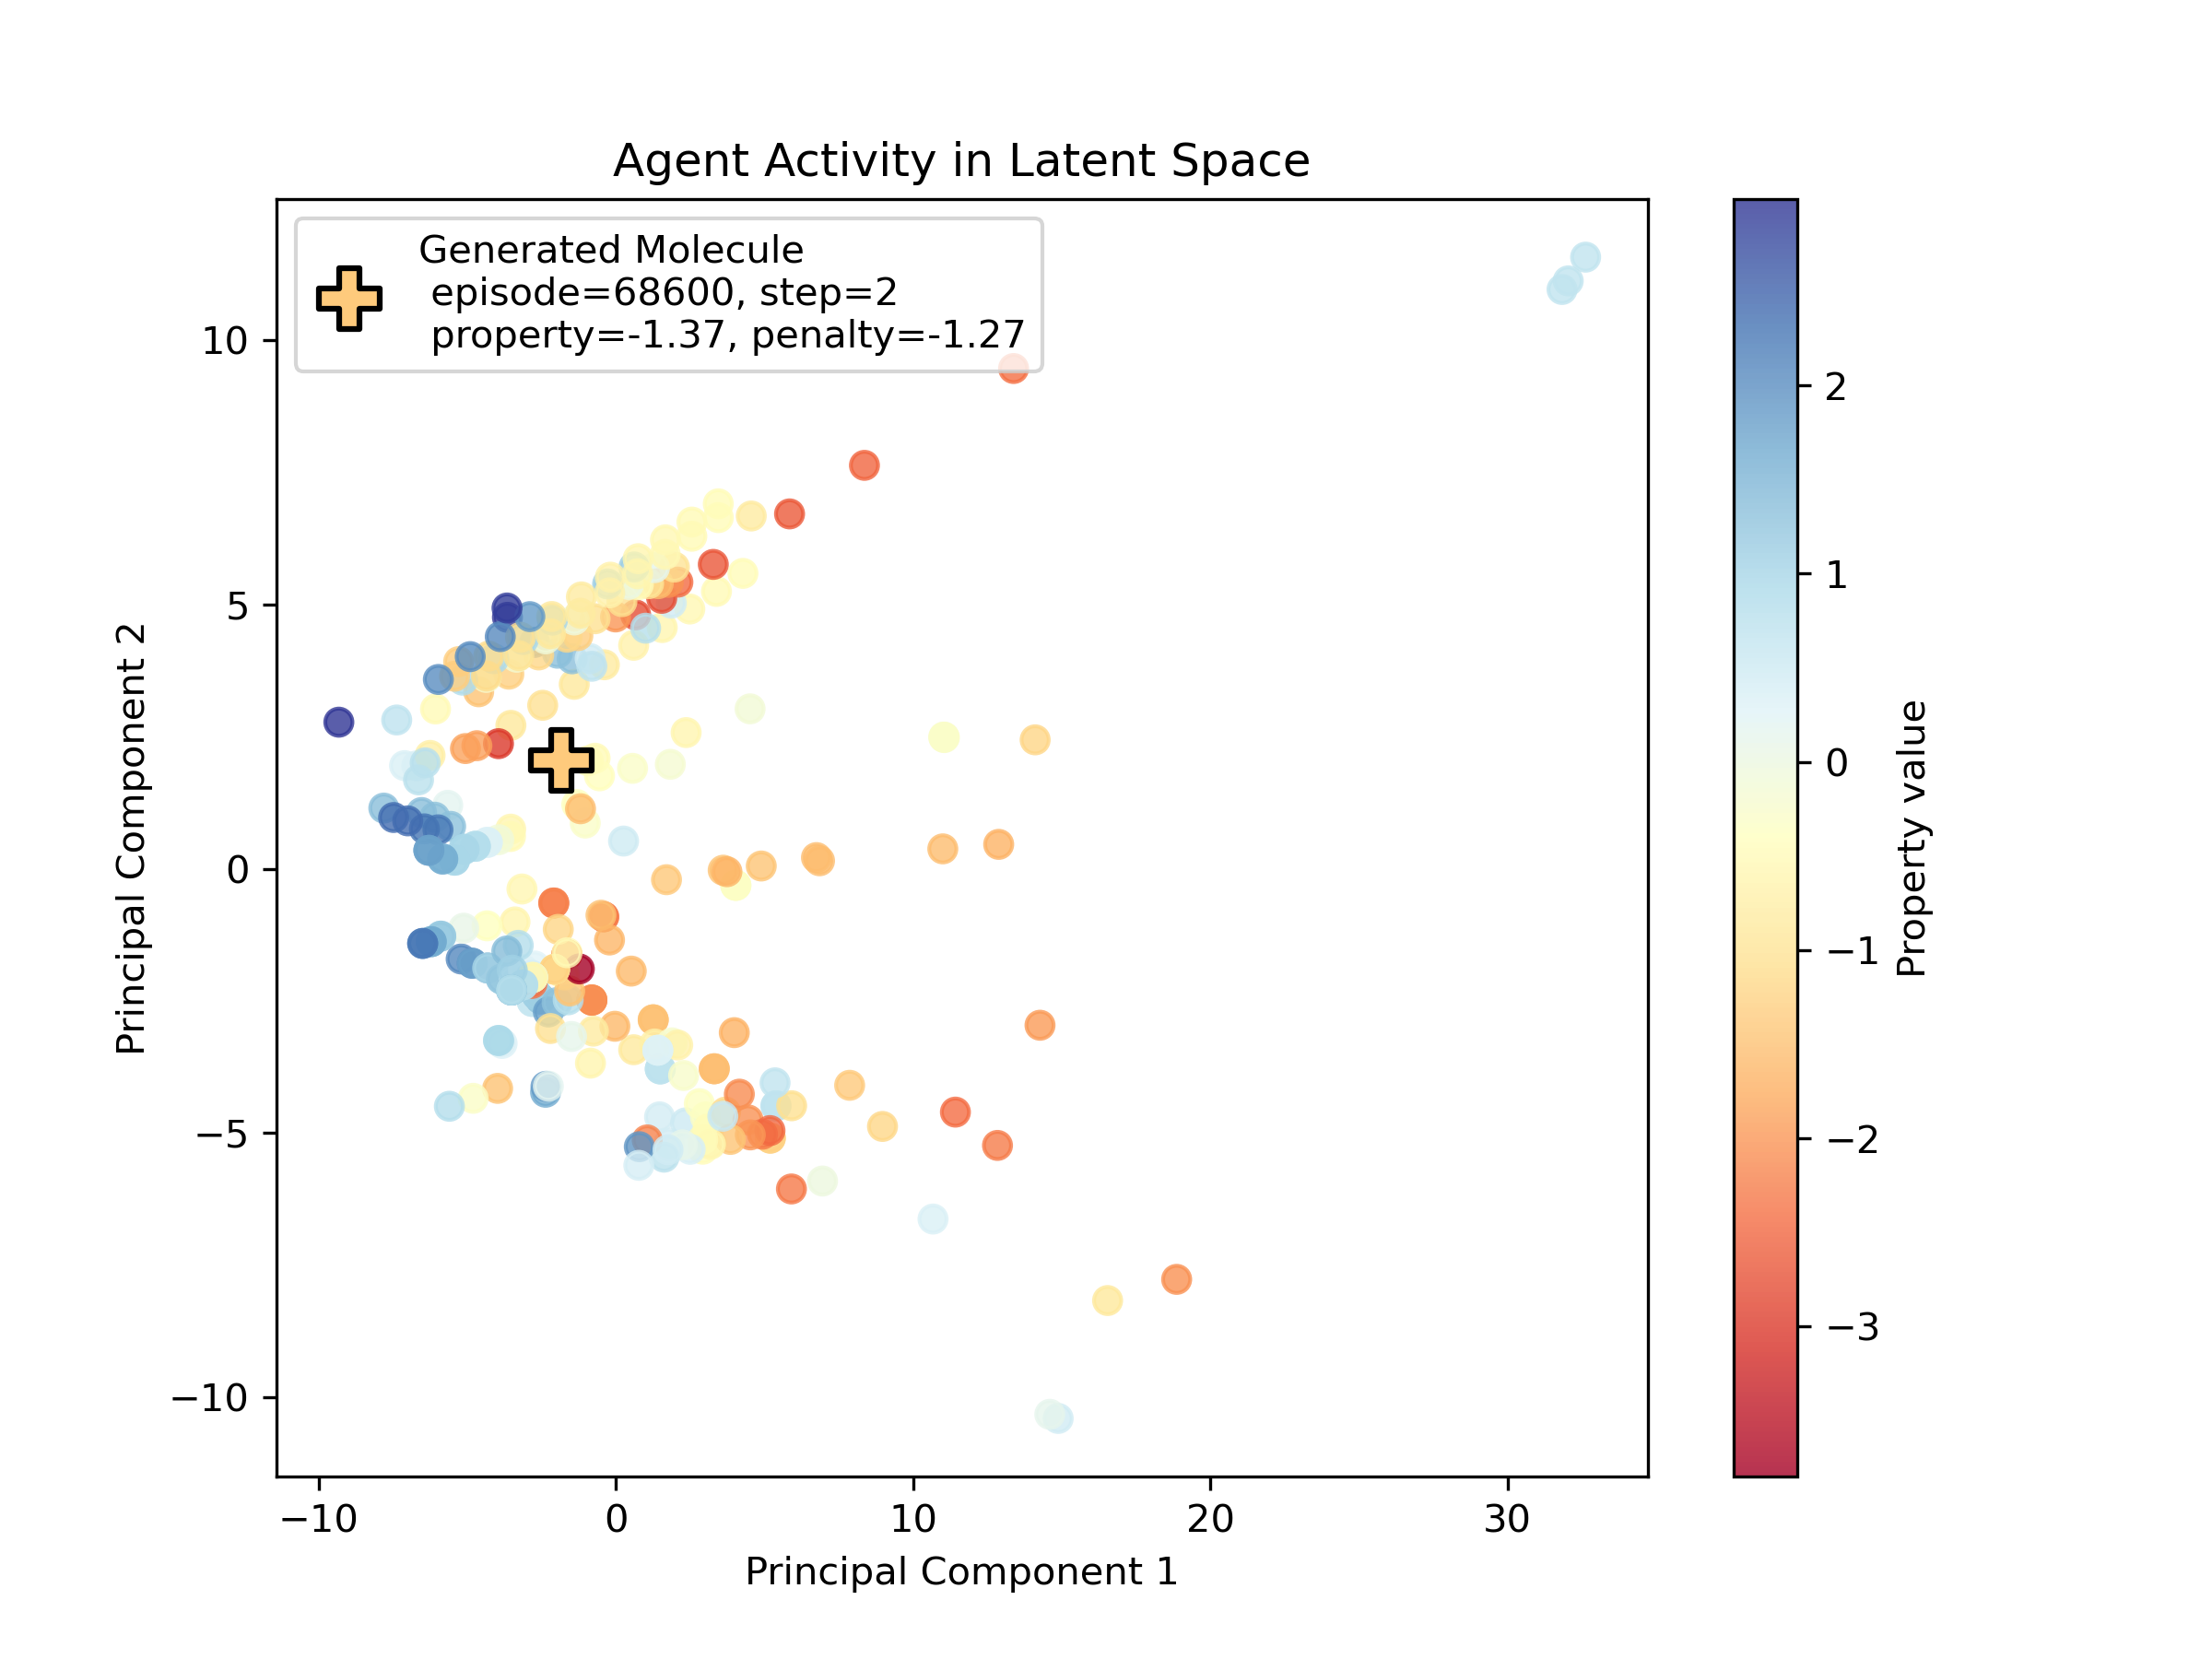 Agent Activity in Latent Space
Generated Molecule
episode=68600, step=2
property=-1.37, penalty=-1.27
10
5
0
−5
−10
Principal Component 2
−10
0
10
20
30
Principal Component 1
2
1
0
−1
−2
−3
Property value